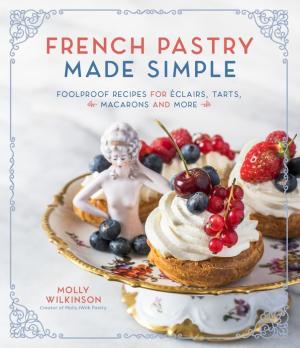 FRENCH PASTRY
MADE SIMPLE
FOOLPROOF RECIPES FOR ÉCLAIRS, TARTS,
MACARONS AND MORE
MOLLY
WILKINSON
Creator of Molly J Wilk Pastry